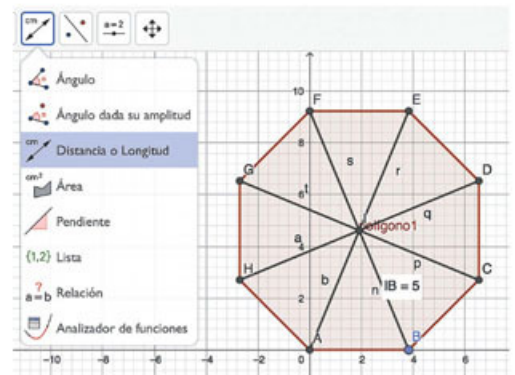 cm
a=2
Ángulo
Ángulo dada su amplitud
cm
Distancia o Longitud
cm²
Área
Pendiente
{1,2} Lista
?
a=b Relación
Analizador de funciones
10
F E
8
s r
G D
6
t q
polígono1
4
a p
H C
b n IB = 5
2
A B
-10 -8 -6 -4 -2 0 2 4 6